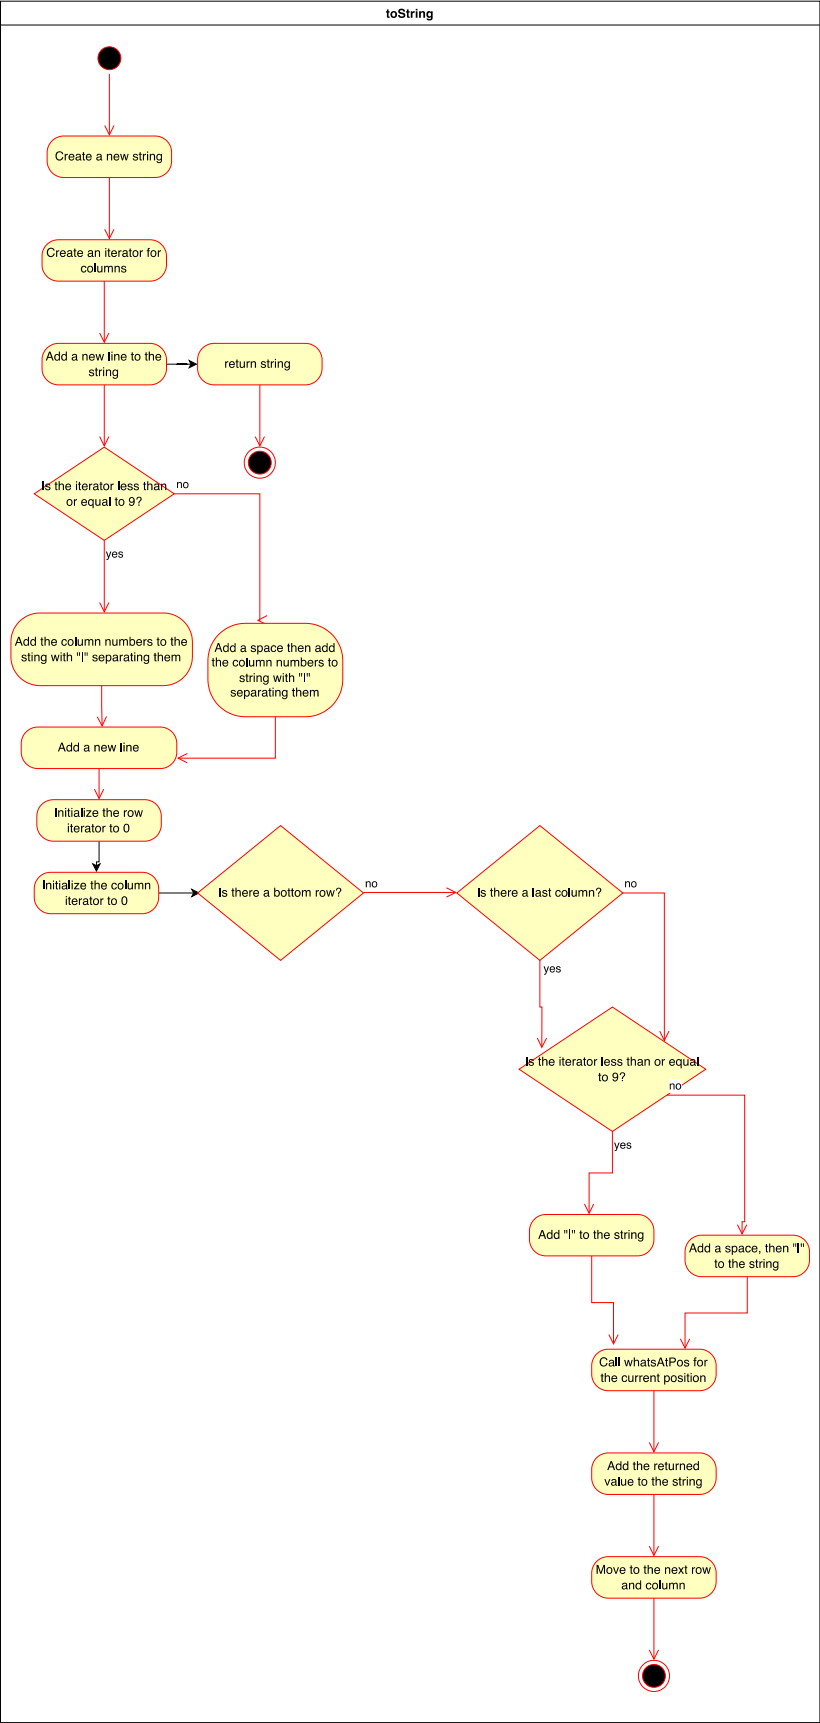 toString
Create a new string
Create an iterator for
columns
Add a new line to the
string
return string
Is the iterator less than
or equal to 9?
no
yes
Add the column numbers to the
sting with "|" separating them
Add a space then add
the column numbers to
string with "|"
separating them
Add a new line
Initialize the row
iterator to 0
Initialize the column
iterator to 0
Is there a bottom row?
no
Is there a last column?
no
yes
Is the iterator less than or equal
to 9?
no
yes
Add "|" to the string
Add a space, then "|"
to the string
Call whatsAtPos for
the current position
Add the returned
value to the string
Move to the next row
and column